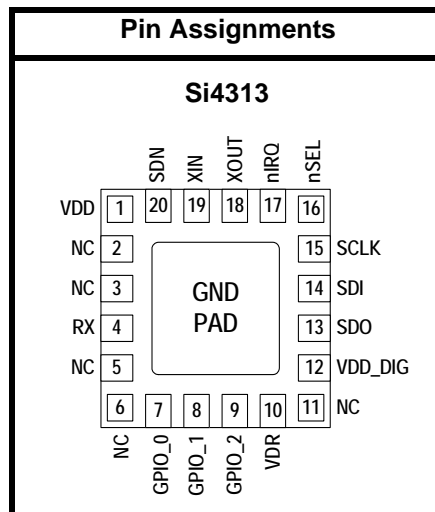 Pin Assignments
Si4313
SDN
XIN
XOUT
nIRQ
nSEL
VDD 1 20 19 18 17 16
NC 2 15 SCLK
NC 3 GND 14 SDI
RX 4 PAD 13 SDO
NC 5 12 VDD_DIG
6 7 8 9 10 11 NC
NC
GPIO_0
GPIO_1
GPIO_2
VDR